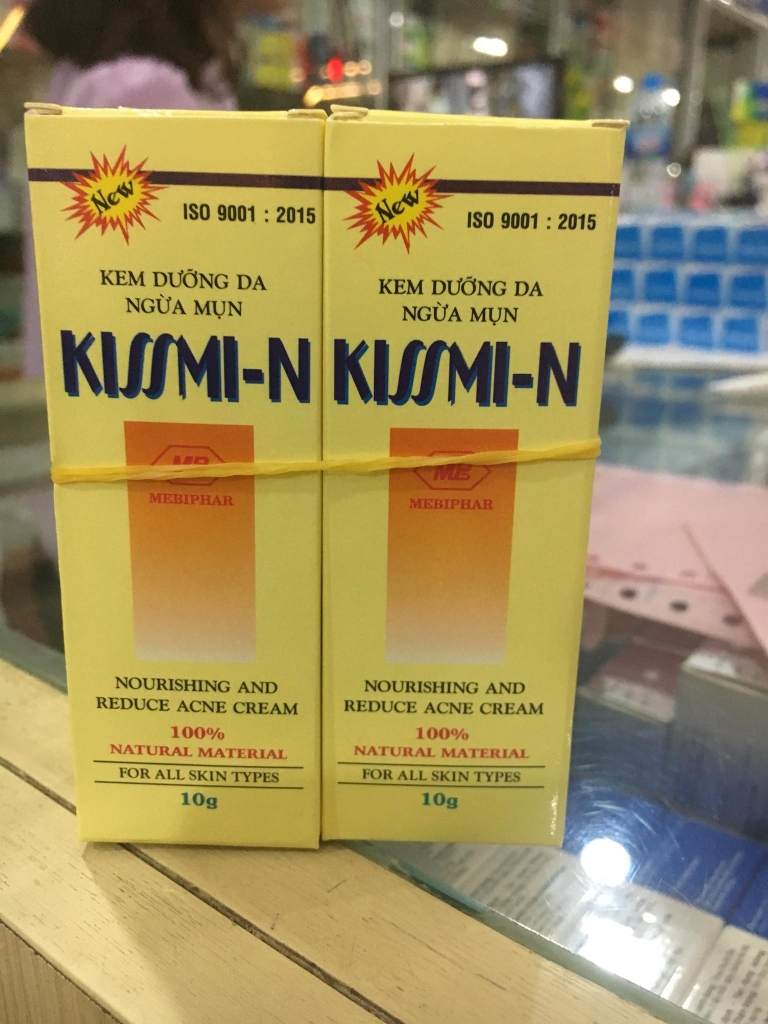 New
ISO 9001 : 2015
KEM DƯỠNG DA
NGỪA MỤN
KISSMI-N
MB
MEBIPHAR
NOURISHING AND
REDUCE ACNE CREAM
100%
NATURAL MATERIAL
FOR ALL SKIN TYPES
10g
New
ISO 9001 : 2015
KEM DƯỠNG DA
NGỪA MỤN
KISSMI-N
MB
MEBIPHAR
NOURISHING AND
REDUCE ACNE CREAM
100%
NATURAL MATERIAL
FOR ALL SKIN TYPES
10g